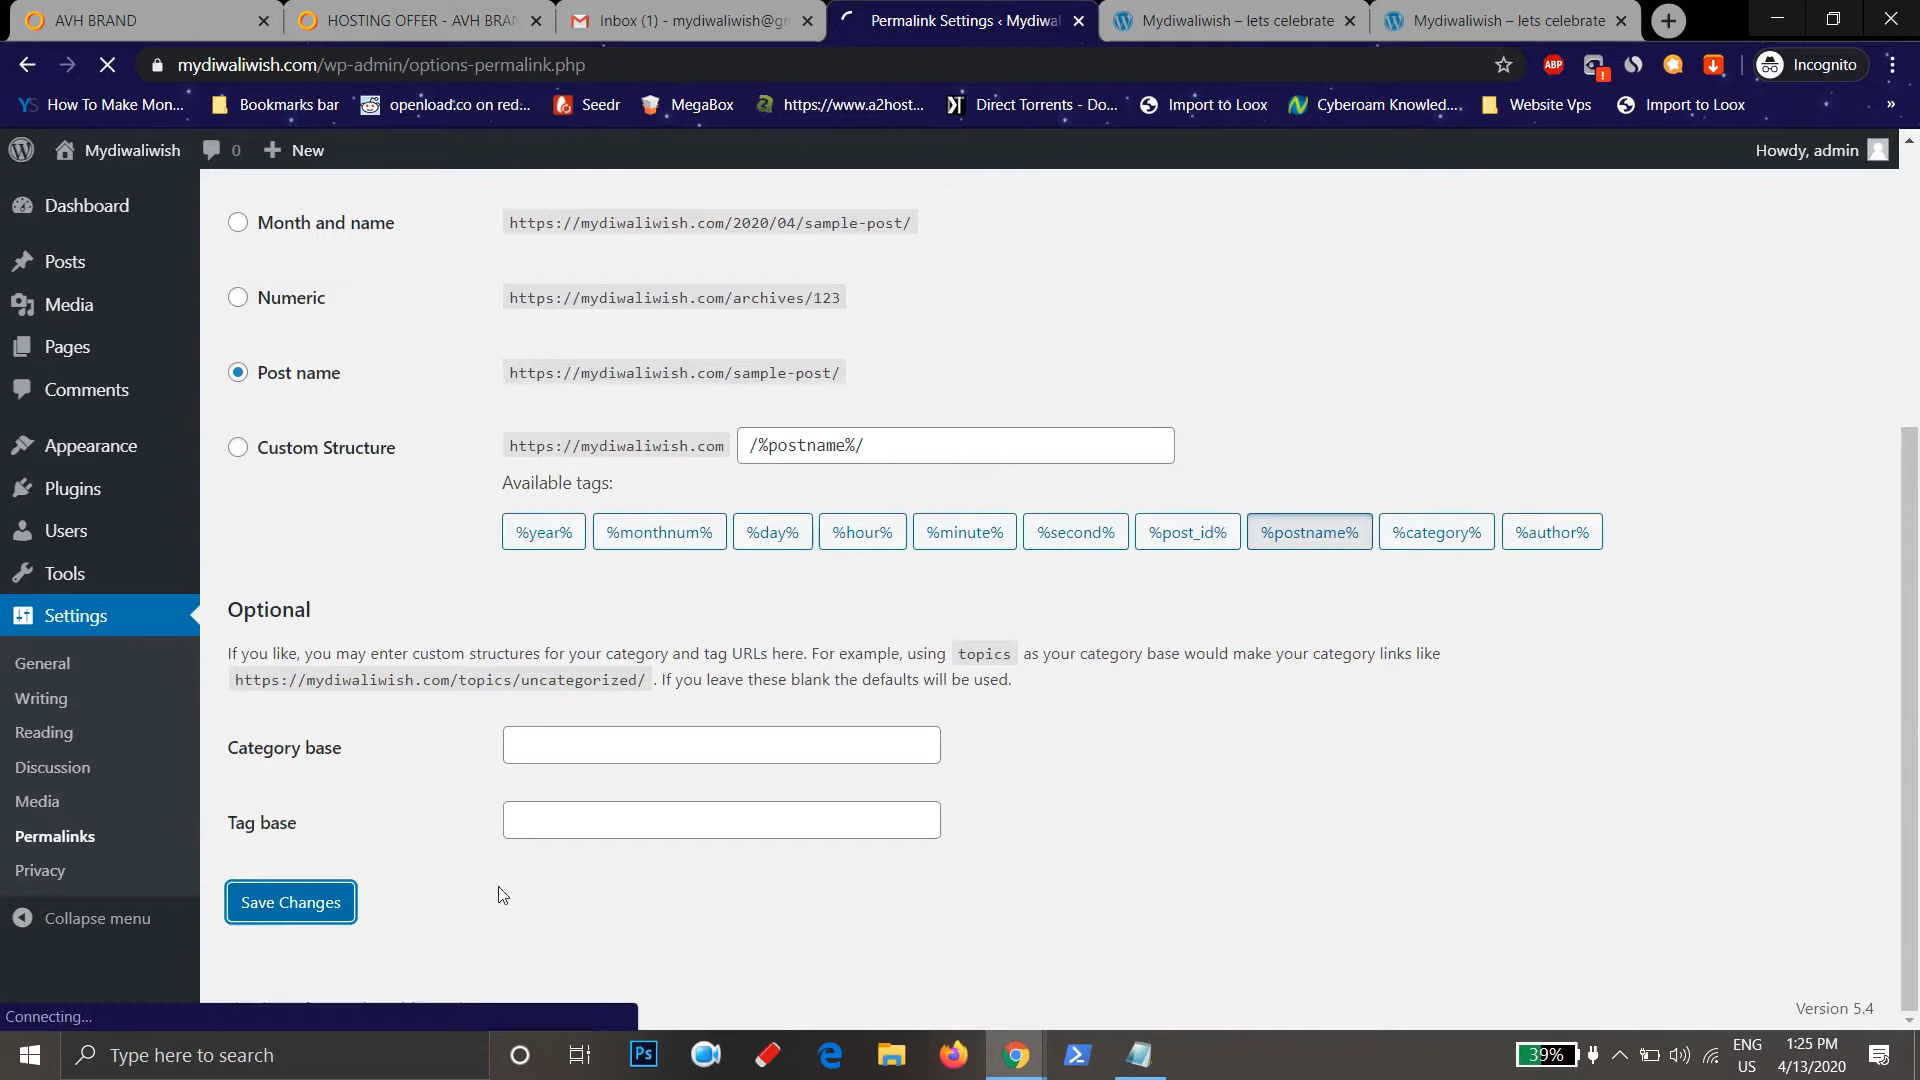 AVH BRAND
HOSTING OFFER - AVH BRAN
Inbox (1) - mydiwaliwish@gm
Permalink Settings ‹ Mydiwal
Mydiwaliwish – lets celebrate
Mydiwaliwish – lets celebrate
mydiwaliwish.com/wp-admin/options-permalink.php
ABP
Incognito
YS How To Make Mon...
Bookmarks bar
openload.co on red...
Seedr
MegaBox
https://www.a2host...
Direct Torrents - Do...
Import to Loox
Cyberoam Knowled....
Website Vps
Import to Loox
»
Mydiwaliwish
0
New
Howdy, admin
Dashboard
Posts
Media
Pages
Comments
Appearance
Plugins
Users
Tools
Settings
General
Writing
Reading
Discussion
Media
Permalinks
Privacy
Collapse menu
Month and name https://mydiwaliwish.com/2020/04/sample-post/
Numeric https://mydiwaliwish.com/archives/123
Post name https://mydiwaliwish.com/sample-post/
Custom Structure https://mydiwaliwish.com /%postname%/
Available tags:
%year% %monthnum% %day% %hour% %minute% %second% %post_id% %postname% %category% %author%
Optional
If you like, you may enter custom structures for your category and tag URLs here. For example, using topics as your category base would make your category links like
https://mydiwaliwish.com/topics/uncategorized/ . If you leave these blank the defaults will be used.
Category base
Tag base
Save Changes
Version 5.4
Connecting...
Type here to search
Ps
39%
ENG
US
1:25 PM
4/13/2020